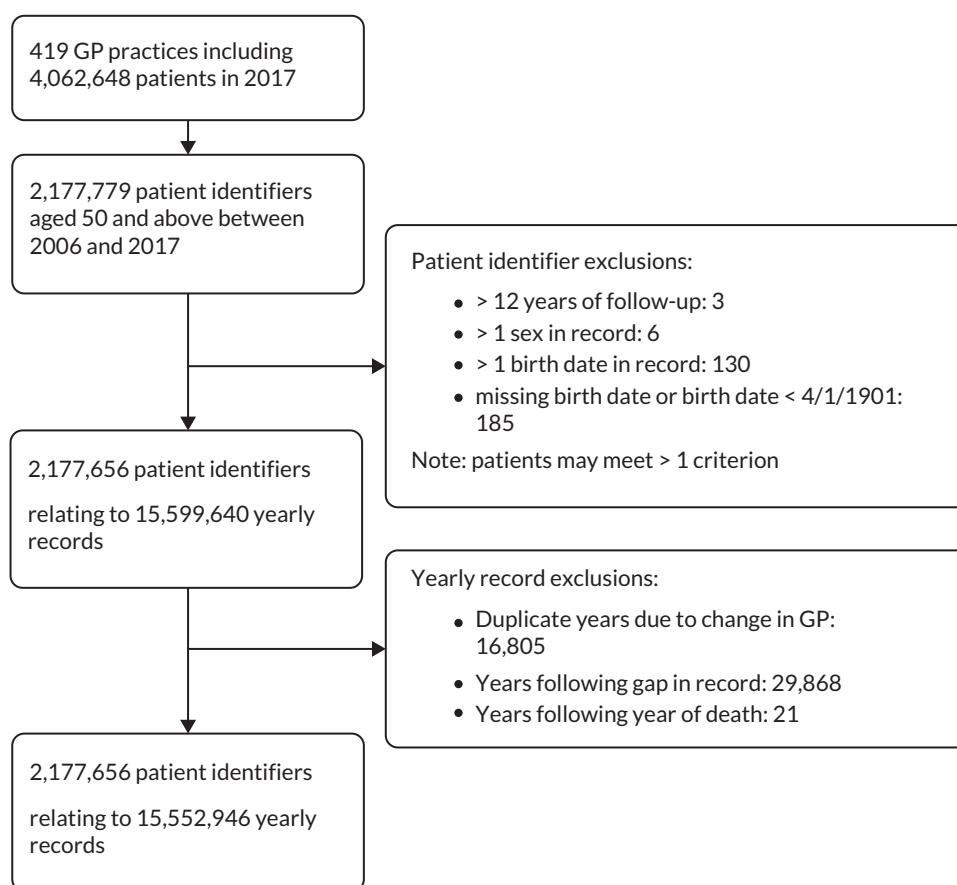 419 GP practices including
4,062,648 patients in 2017
2,177,779 patient identifiers
aged 50 and above between
2006 and 2017
Patient identifier exclusions:
• > 12 years of follow-up: 3
• > 1 sex in record: 6
• > 1 birth date in record: 130
• missing birth date or birth date < 4/1/1901:
185
Note: patients may meet > 1 criterion
2,177,656 patient identifiers
relating to 15,599,640 yearly
records
Yearly record exclusions:
• Duplicate years due to change in GP:
16,805
• Years following gap in record: 29,868
• Years following year of death: 21
2,177,656 patient identifiers
relating to 15,552,946 yearly
records